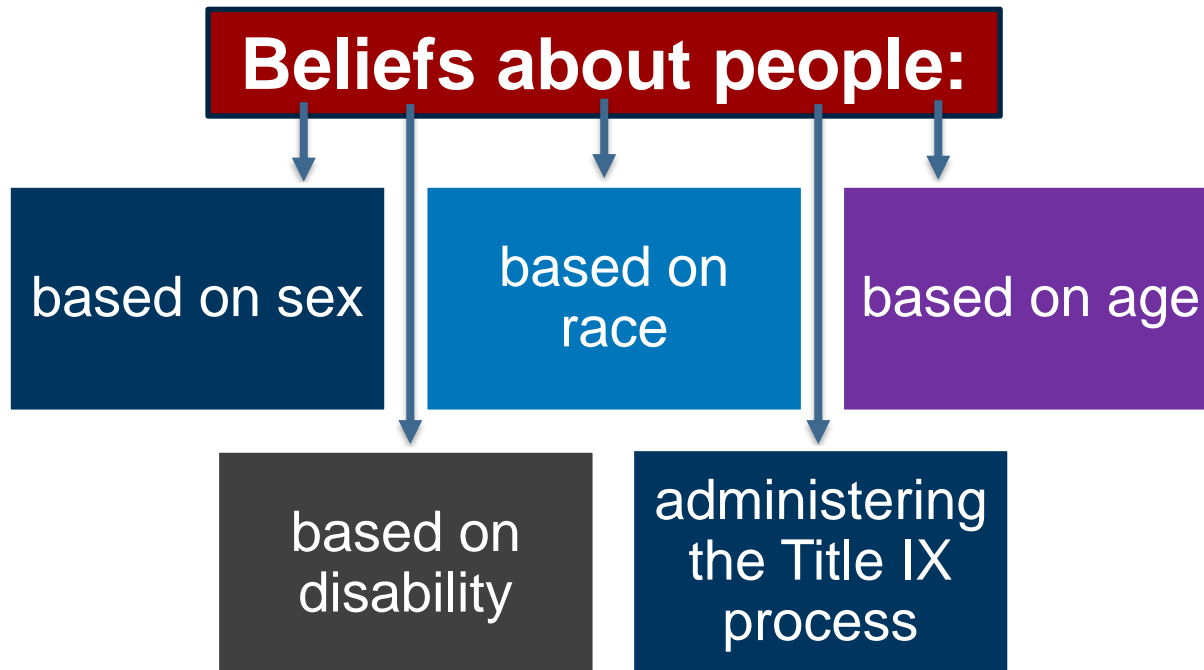 Beliefs about people:
based on sex
based on
race
based on age
based on
disability
administering
the Title IX
process